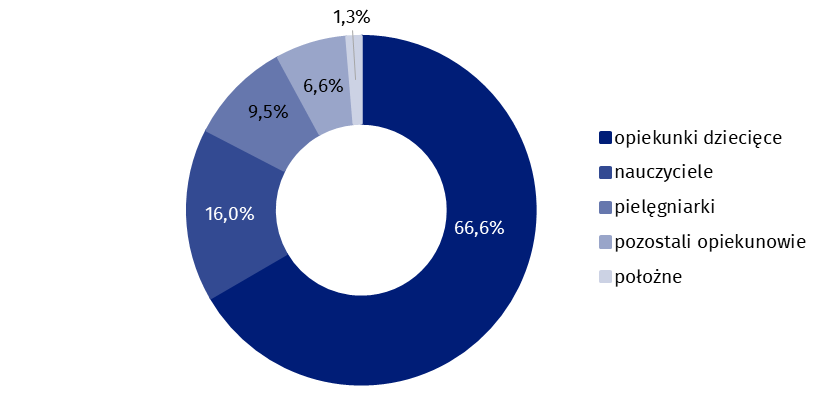 1,3%
6,6%
9,5%
16,0%
66,6%
opiekunki dziecięce
nauczyciele
pielęgniarki
pozostali opiekunowie
położne